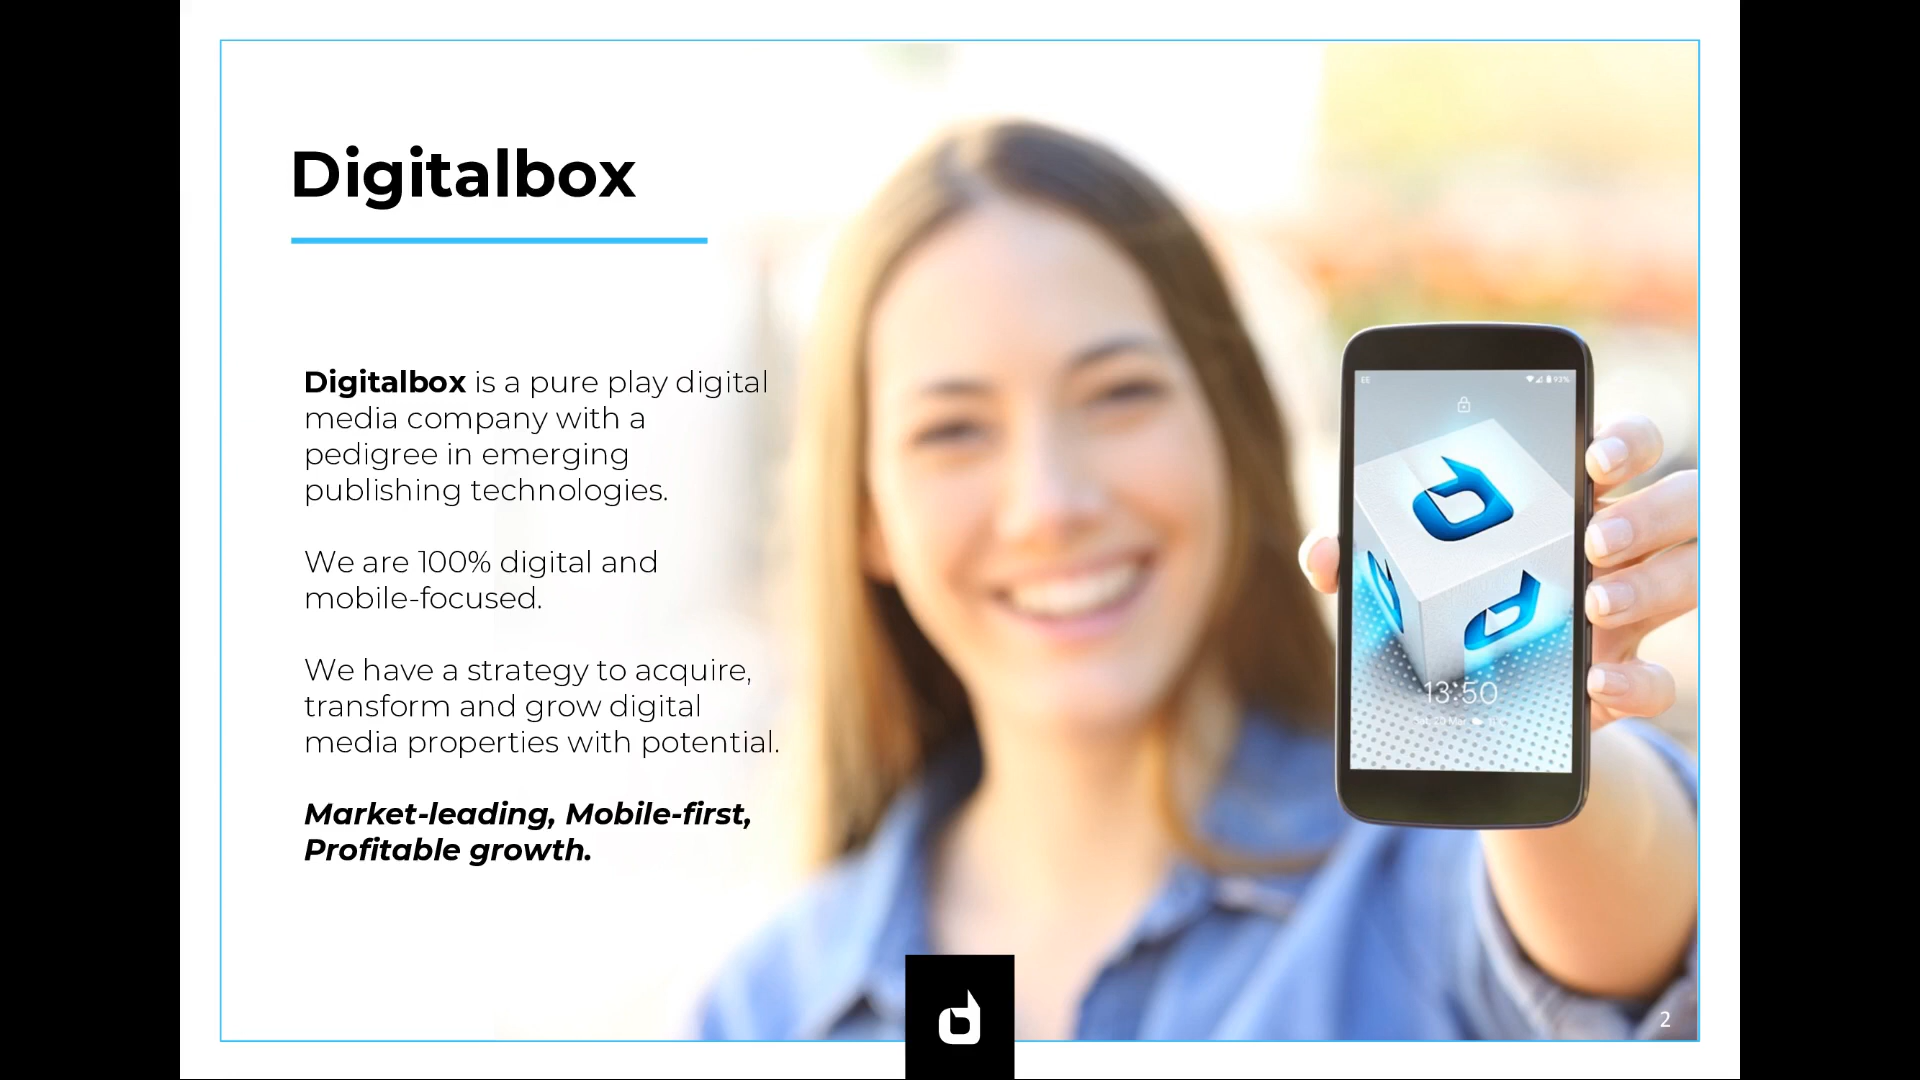 Digitalbox
Digitalbox is a pure play digital
media company with a
pedigree in emerging
publishing technologies.
We are 100% digital and
mobile-focused.
We have a strategy to acquire,
transform and grow digital
media properties with potential.
Market-leading, Mobile-first,
Profitable growth.
EE 93%
13:50
2